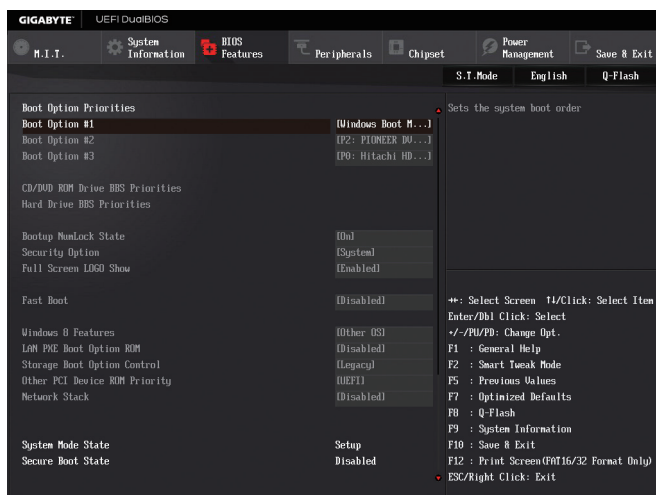 GIGABYTE™ UEFI DualBIOS
M.I.T.
System Information
BIOS Features
Peripherals
Chipset
Power Management
Save & Exit
S.T.Mode English Q-Flash
Boot Option Priorities
Boot Option #1 [Windows Boot M...]
Boot Option #2 [P2: PIONEER DV...]
Boot Option #3 [P0: Hitachi HD...]
CD/DVD ROM Drive BBS Priorities
Hard Drive BBS Priorities
Bootup NumLock State [On]
Security Option [System]
Full Screen LOGO Show [Enabled]
Fast Boot [Disabled]
Windows 8 Features [Other OS]
LAN PXE Boot Option ROM [Disabled]
Storage Boot Option Control [Legacy]
Other PCI Device ROM Priority [UEFI]
Network Stack [Disabled]
System Mode State Setup
Secure Boot State Disabled
Sets the system boot order
→←: Select Screen ↑↓/Click: Select Item
Enter/Dbl Click: Select
+/-/PU/PD: Change Opt.
F1 : General Help
F2 : Smart Tweak Mode
F5 : Previous Values
F7 : Optimized Defaults
F8 : Q-Flash
F9 : System Information
F10 : Save & Exit
F12 : Print Screen(FAT16/32 Format Only)
ESC/Right Click: Exit